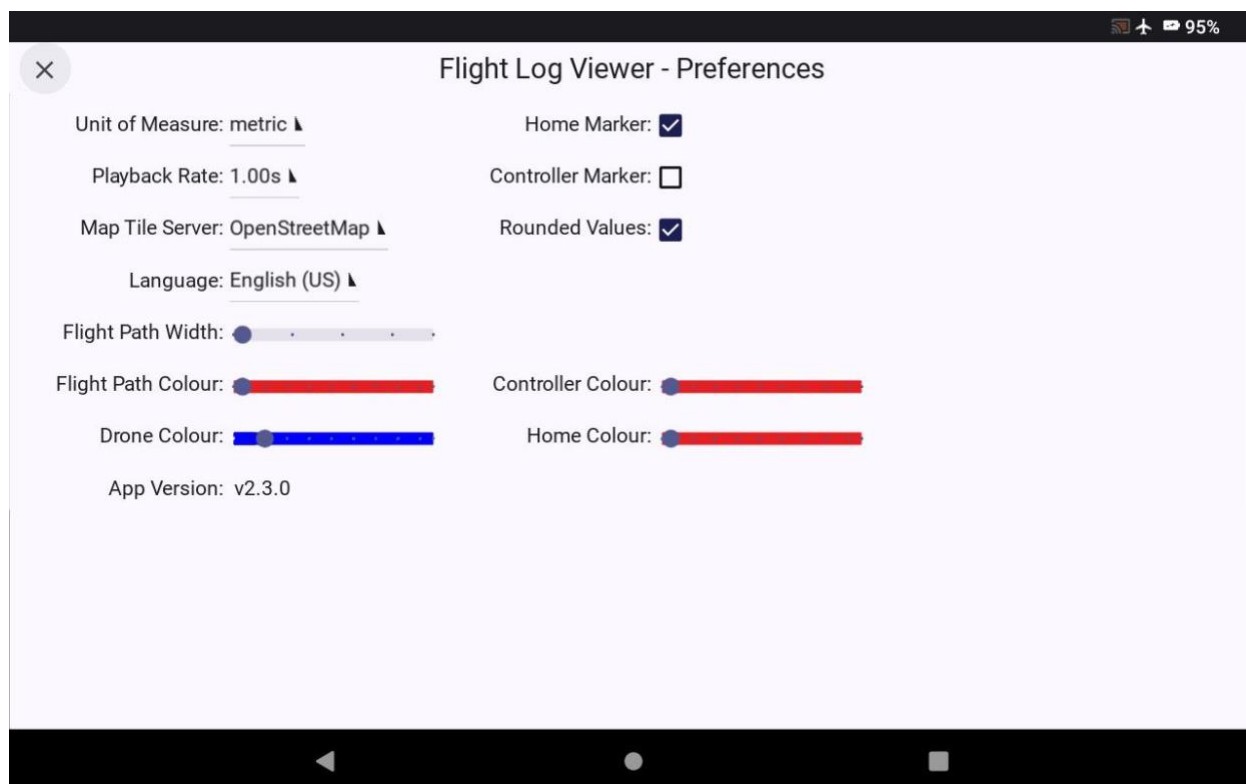 95%
Flight Log Viewer - Preferences
Unit of Measure: metric
Home Marker:
Playback Rate: 1.00s
Controller Marker:
Map Tile Server: OpenStreetMap
Rounded Values:
Language: English (US)
Flight Path Width:
Flight Path Colour:
Controller Colour:
Drone Colour:
Home Colour:
App Version: v2.3.0